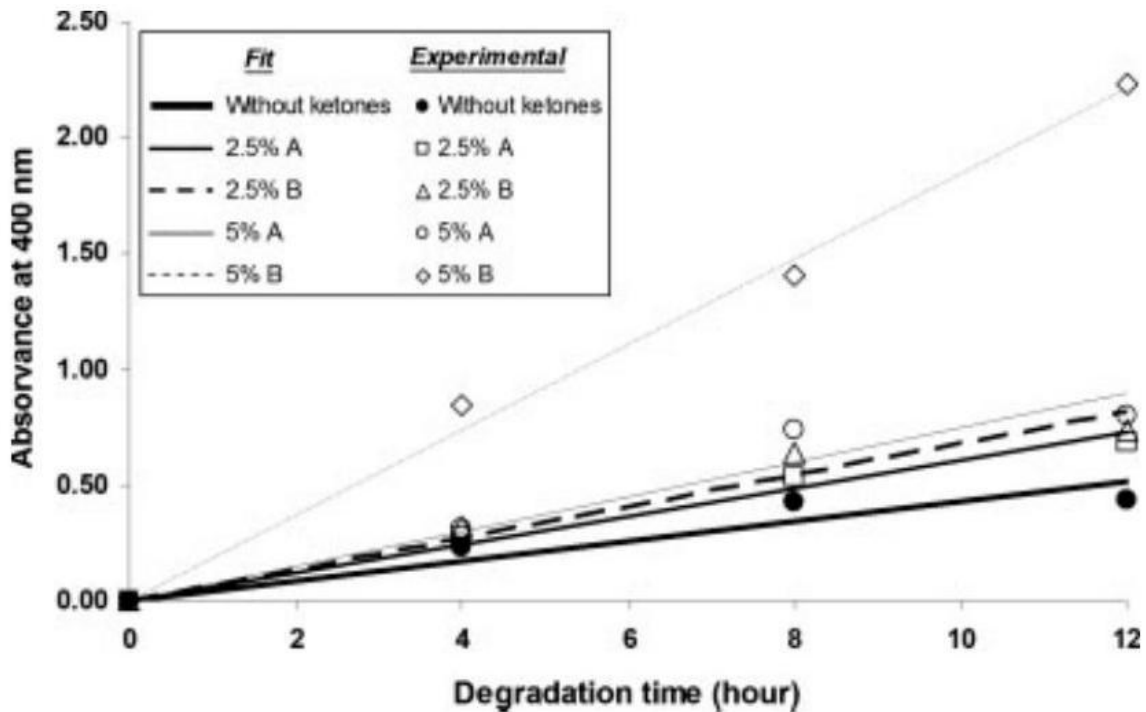 2.50
2.00
1.50
1.00
0.50
0.00
Absorvance at 400 nm
Fit Experimental
Without ketones Without ketones
2.5% A 2.5% A
2.5% B 2.5% B
5% A 5% A
5% B 5% B
0 2 4 6 8 10 12
Degradation time (hour)